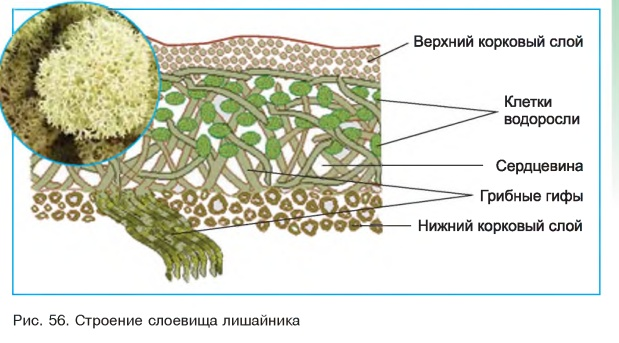 Верхний корковый слой
Клетки
водоросли
Сердцевина
Грибные гифы
Нижний корковый слой
Рис. 56. Строение слоевища лишайника